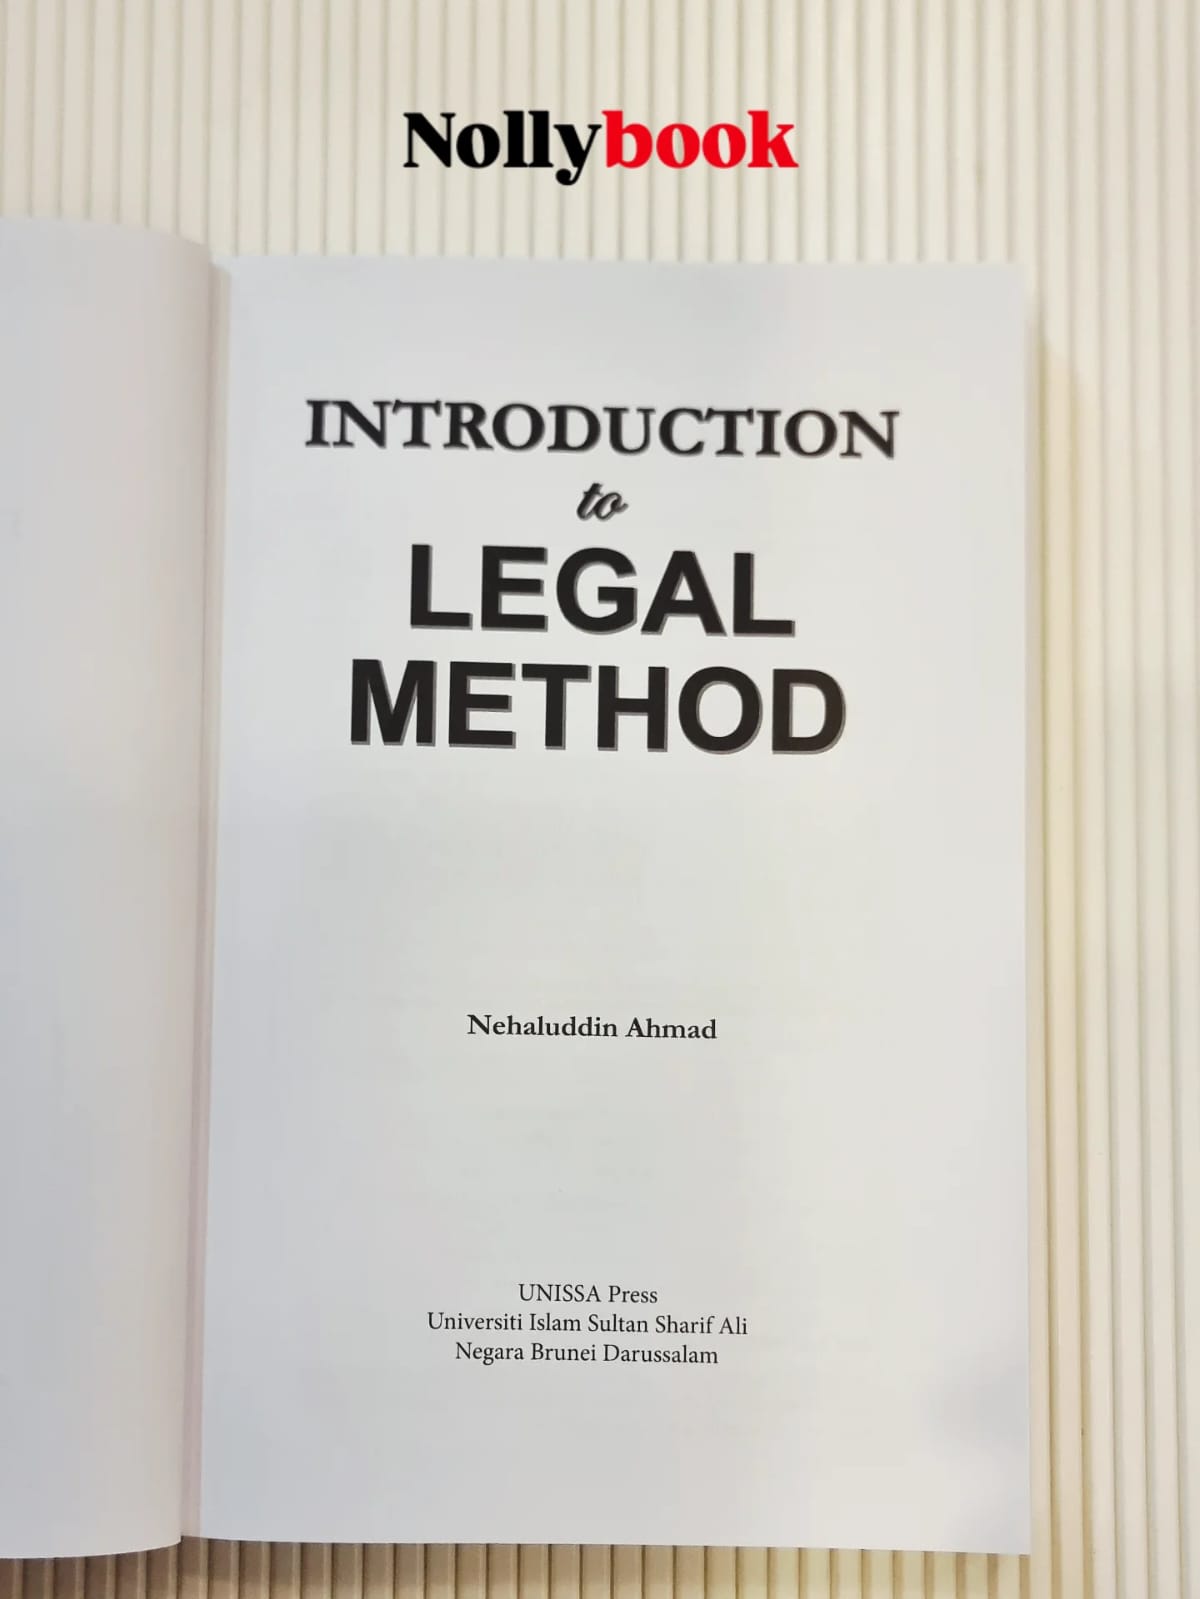 Nollybook
INTRODUCTION
to
LEGAL
METHOD
Nehaluddin Ahmad
UNISSA Press
Universiti Islam Sultan Sharif Ali
Negara Brunei Darussalam